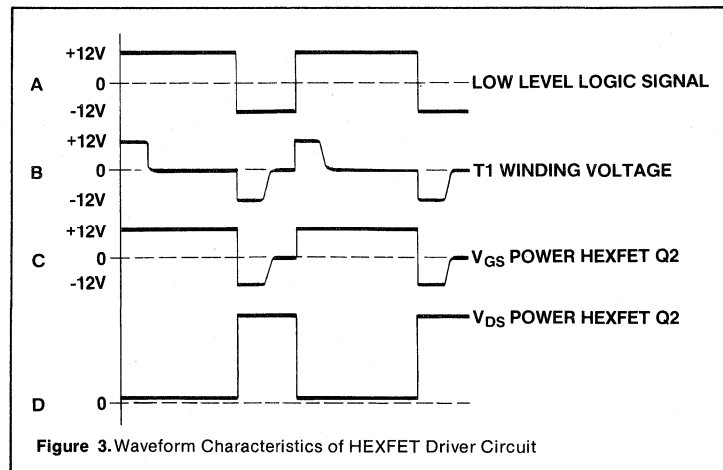 +12V
A 0 LOW LEVEL LOGIC SIGNAL
-12V
+12V
B 0 T1 WINDING VOLTAGE
-12V
+12V
C 0 VGS POWER HEXFET Q2
-12V
VDS POWER HEXFET Q2
D 0
Figure 3. Waveform Characteristics of HEXFET Driver Circuit